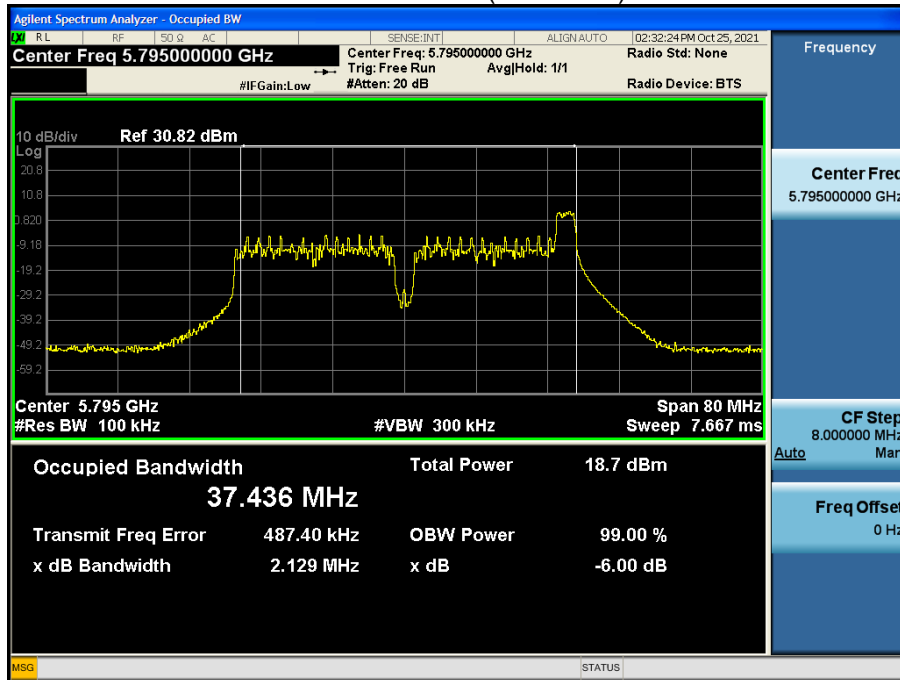 Agilent Spectrum Analyzer - Occupied BW
LXI RL RF 50 Ω AC SENSE:INT ALIGN AUTO 02:32:24 PM Oct 25, 2021
Center Freq 5.795000000 GHz Center Freq: 5.795000000 GHz Radio Std: None
Trig: Free Run Avg|Hold: 1/1
#IFGain:Low #Atten: 20 dB Radio Device: BTS
10 dB/div Ref 30.82 dBm
Log
20.8
10.8
0.820
-9.18
-19.2
-29.2
-39.2
-49.2
-59.2
Center 5.795 GHz Span 80 MHz
#Res BW 100 kHz #VBW 300 kHz Sweep 7.667 ms
Occupied Bandwidth Total Power 18.7 dBm
37.436 MHz
Transmit Freq Error 487.40 kHz OBW Power 99.00 %
x dB Bandwidth 2.129 MHz x dB -6.00 dB
MSG STATUS
Frequency
Center Freq
5.795000000 GHz
CF Step
8.000000 MHz
Auto Man
Freq Offset
0 Hz